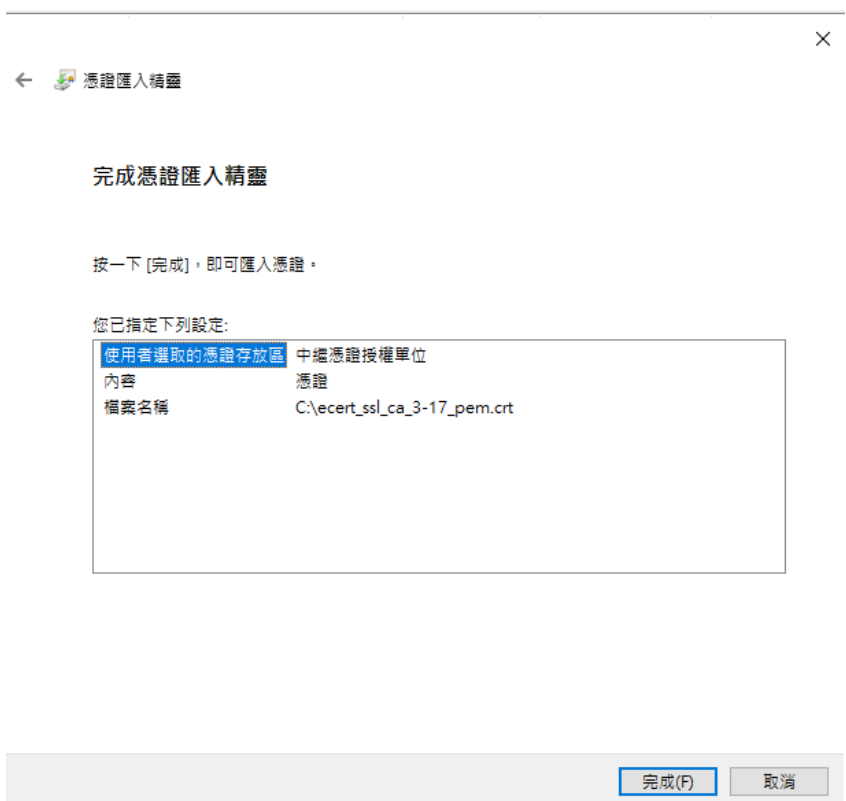 憑證匯入精靈
完成憑證匯入精靈
按一下 [完成]，即可匯入憑證。
您已指定下列設定:
使用者選取的憑證存放區 中繼憑證授權單位
內容 憑證
檔案名稱 C:\ecert_ssl_ca_3-17_pem.crt
完成(F) 取消